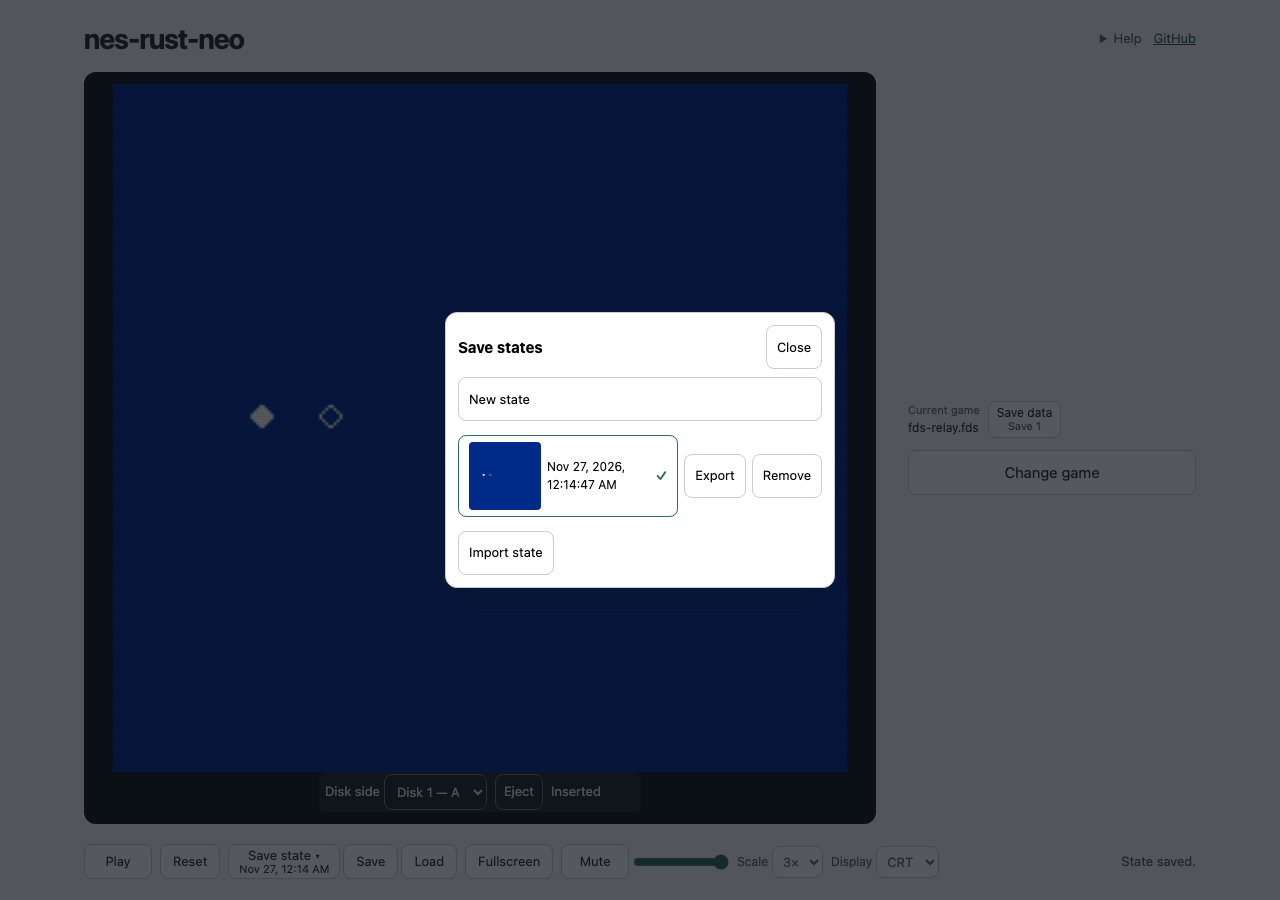 nes-rust-neo
▶ Help GitHub
Save states
Close
New state
Nov 27, 2026,
12:14:47 AM
Export
Remove
Import state
Current game
fds-relay.fds
Save data
Save 1
Change game
Disk side
Disk 1 — A
Eject
Inserted
Play
Reset
Save state ▾
Nov 27, 12:14 AM
Save
Load
Fullscreen
Mute
Scale
3×
Display
CRT
State saved.